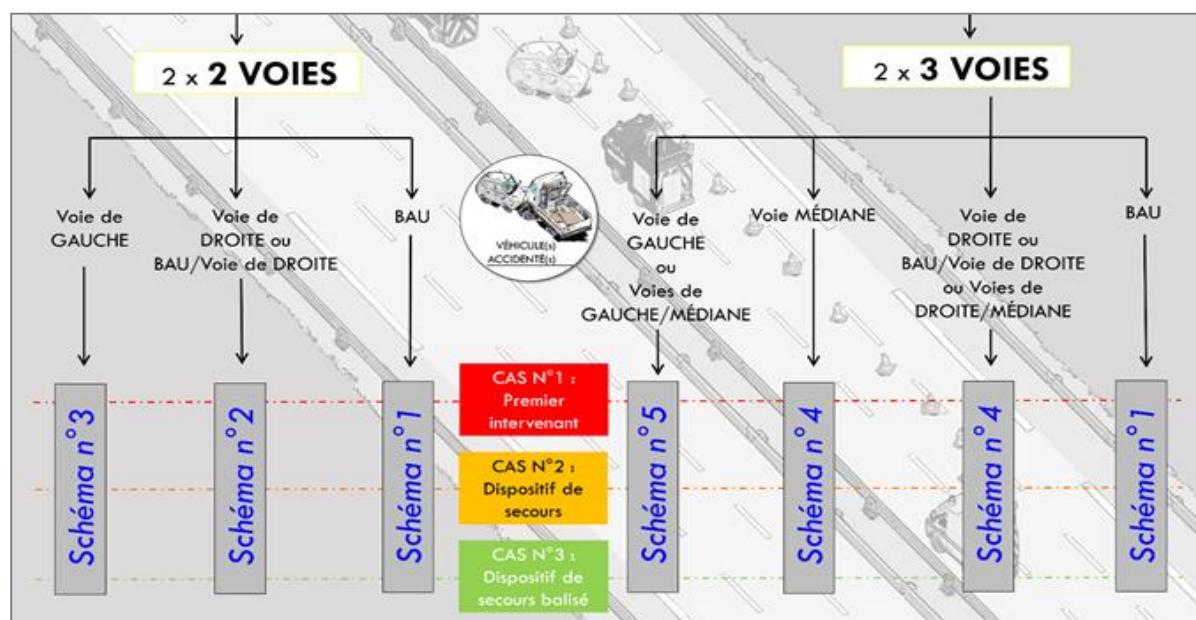 2 x 2 VOIES
2 x 3 VOIES
Voie de
GAUCHE
Voie de
DROITE ou
BAU/Voie de DROITE
BAU
VÉHICULE(s)
ACCIDENTÉ(s)
Voie de
GAUCHE
ou
Voies de
GAUCHE/MÉDIANE
Voie MÉDIANE
Voie de
DROITE ou
BAU/Voie de DROITE
ou Voies de
DROITE/MÉDIANE
BAU
Schéma n°3
Schéma n°2
Schéma n°1
CAS N°1 :
Premier
intervenant
CAS N°2 :
Dispositif de
secours
CAS N°3 :
Dispositif de
secours balisé
Schéma n°5
Schéma n°4
Schéma n°4
Schéma n°1